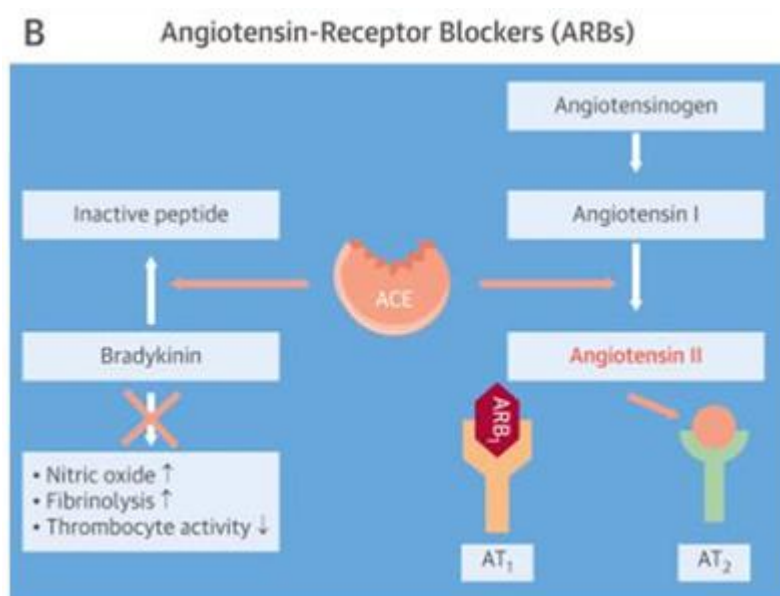 B
Angiotensin-Receptor Blockers (ARBs)
Angiotensinogen
Inactive peptide
Angiotensin I
ACE
Bradykinin
Angiotensin II
ARB₁
• Nitric oxide ↑
• Fibrinolysis ↑
• Thrombocyte activity ↓
AT₁
AT₂